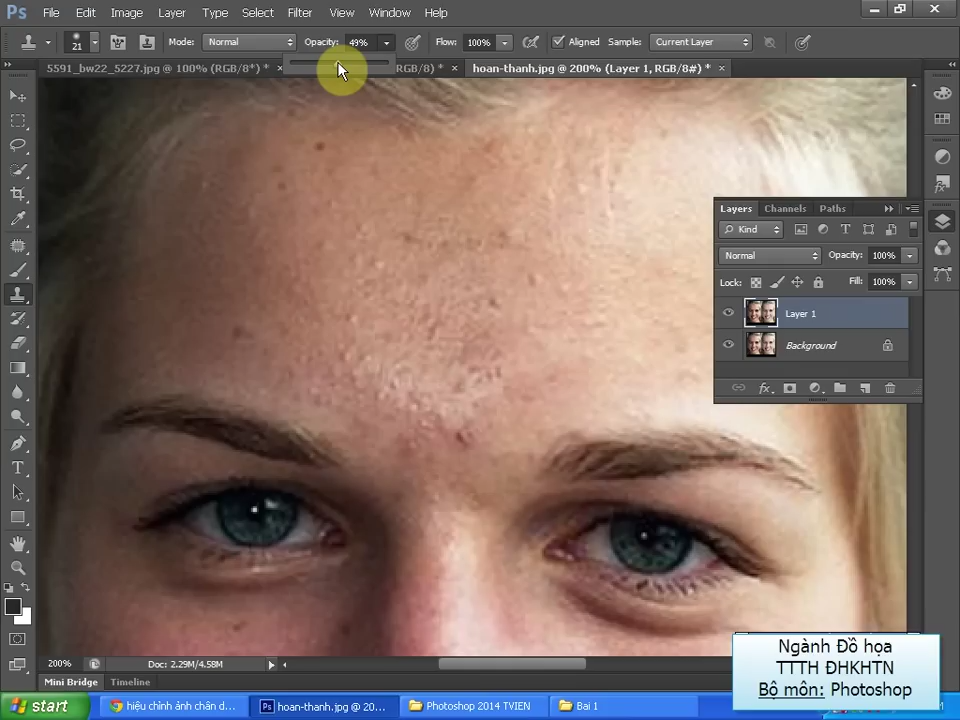 Ps File Edit Image Layer Type Select Filter View Window Help
21 Mode: Normal Opacity: 49% Flow: 100% Aligned Sample: Current Layer
5591_bw22_5227.jpg @ 100% (RGB/8*) * × RGB/8) * × hoan-thanh.jpg @ 200% (Layer 1, RGB/8#) * ×
Layers Channels Paths
Kind
Normal Opacity: 100%
Lock: Fill: 100%
Layer 1
Background
fx
200% Doc: 2.29M/4.58M
Mini Bridge Timeline
Ngành Đồ họa
TTTH ĐHKHTN
Bộ môn: Photoshop
start hiệu chỉnh ảnh chân d... Ps hoan-thanh.jpg @ 20... Photoshop 2014 TVIEN Bai 1